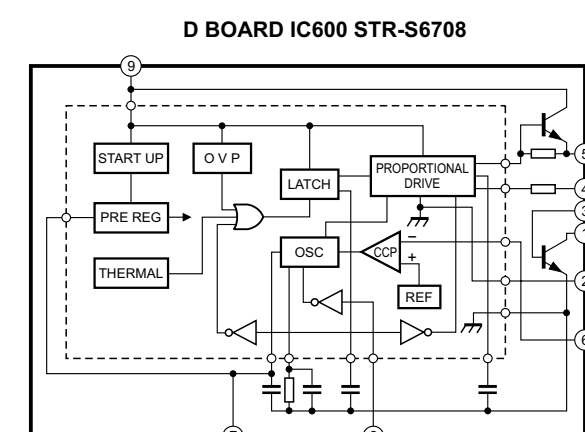 D BOARD IC600 STR-S6708
9
START UP
O V P
LATCH
PROPORTIONAL
DRIVE
5
4
3
1
PRE REG
THERMAL
OSC
CCP
−
+
REF
2
6